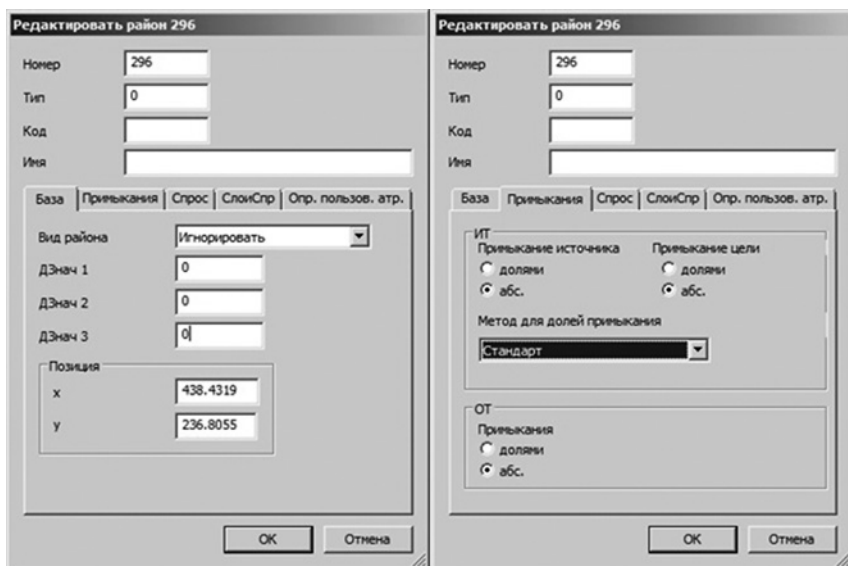 Редактировать район 296
Номер 296
Тип 0
Код
Имя
База Примыкания Спрос СлоиСпр Опр. пользов. атр.
Вид района Игнорировать
ДЗнач 1 0
ДЗнач 2 0
ДЗнач 3 0
Позиция
x 438.4319
y 236.8055
OK Отмена
Редактировать район 296
Номер 296
Тип 0
Код
Имя
База Примыкания Спрос СлоиСпр Опр. пользов. атр.
ИТ
Примыкание источника Примыкание цели
долями долями
абс. абс.
Метод для долей примыкания
Стандарт
ОТ
Примыкания
долями
абс.
OK Отмена